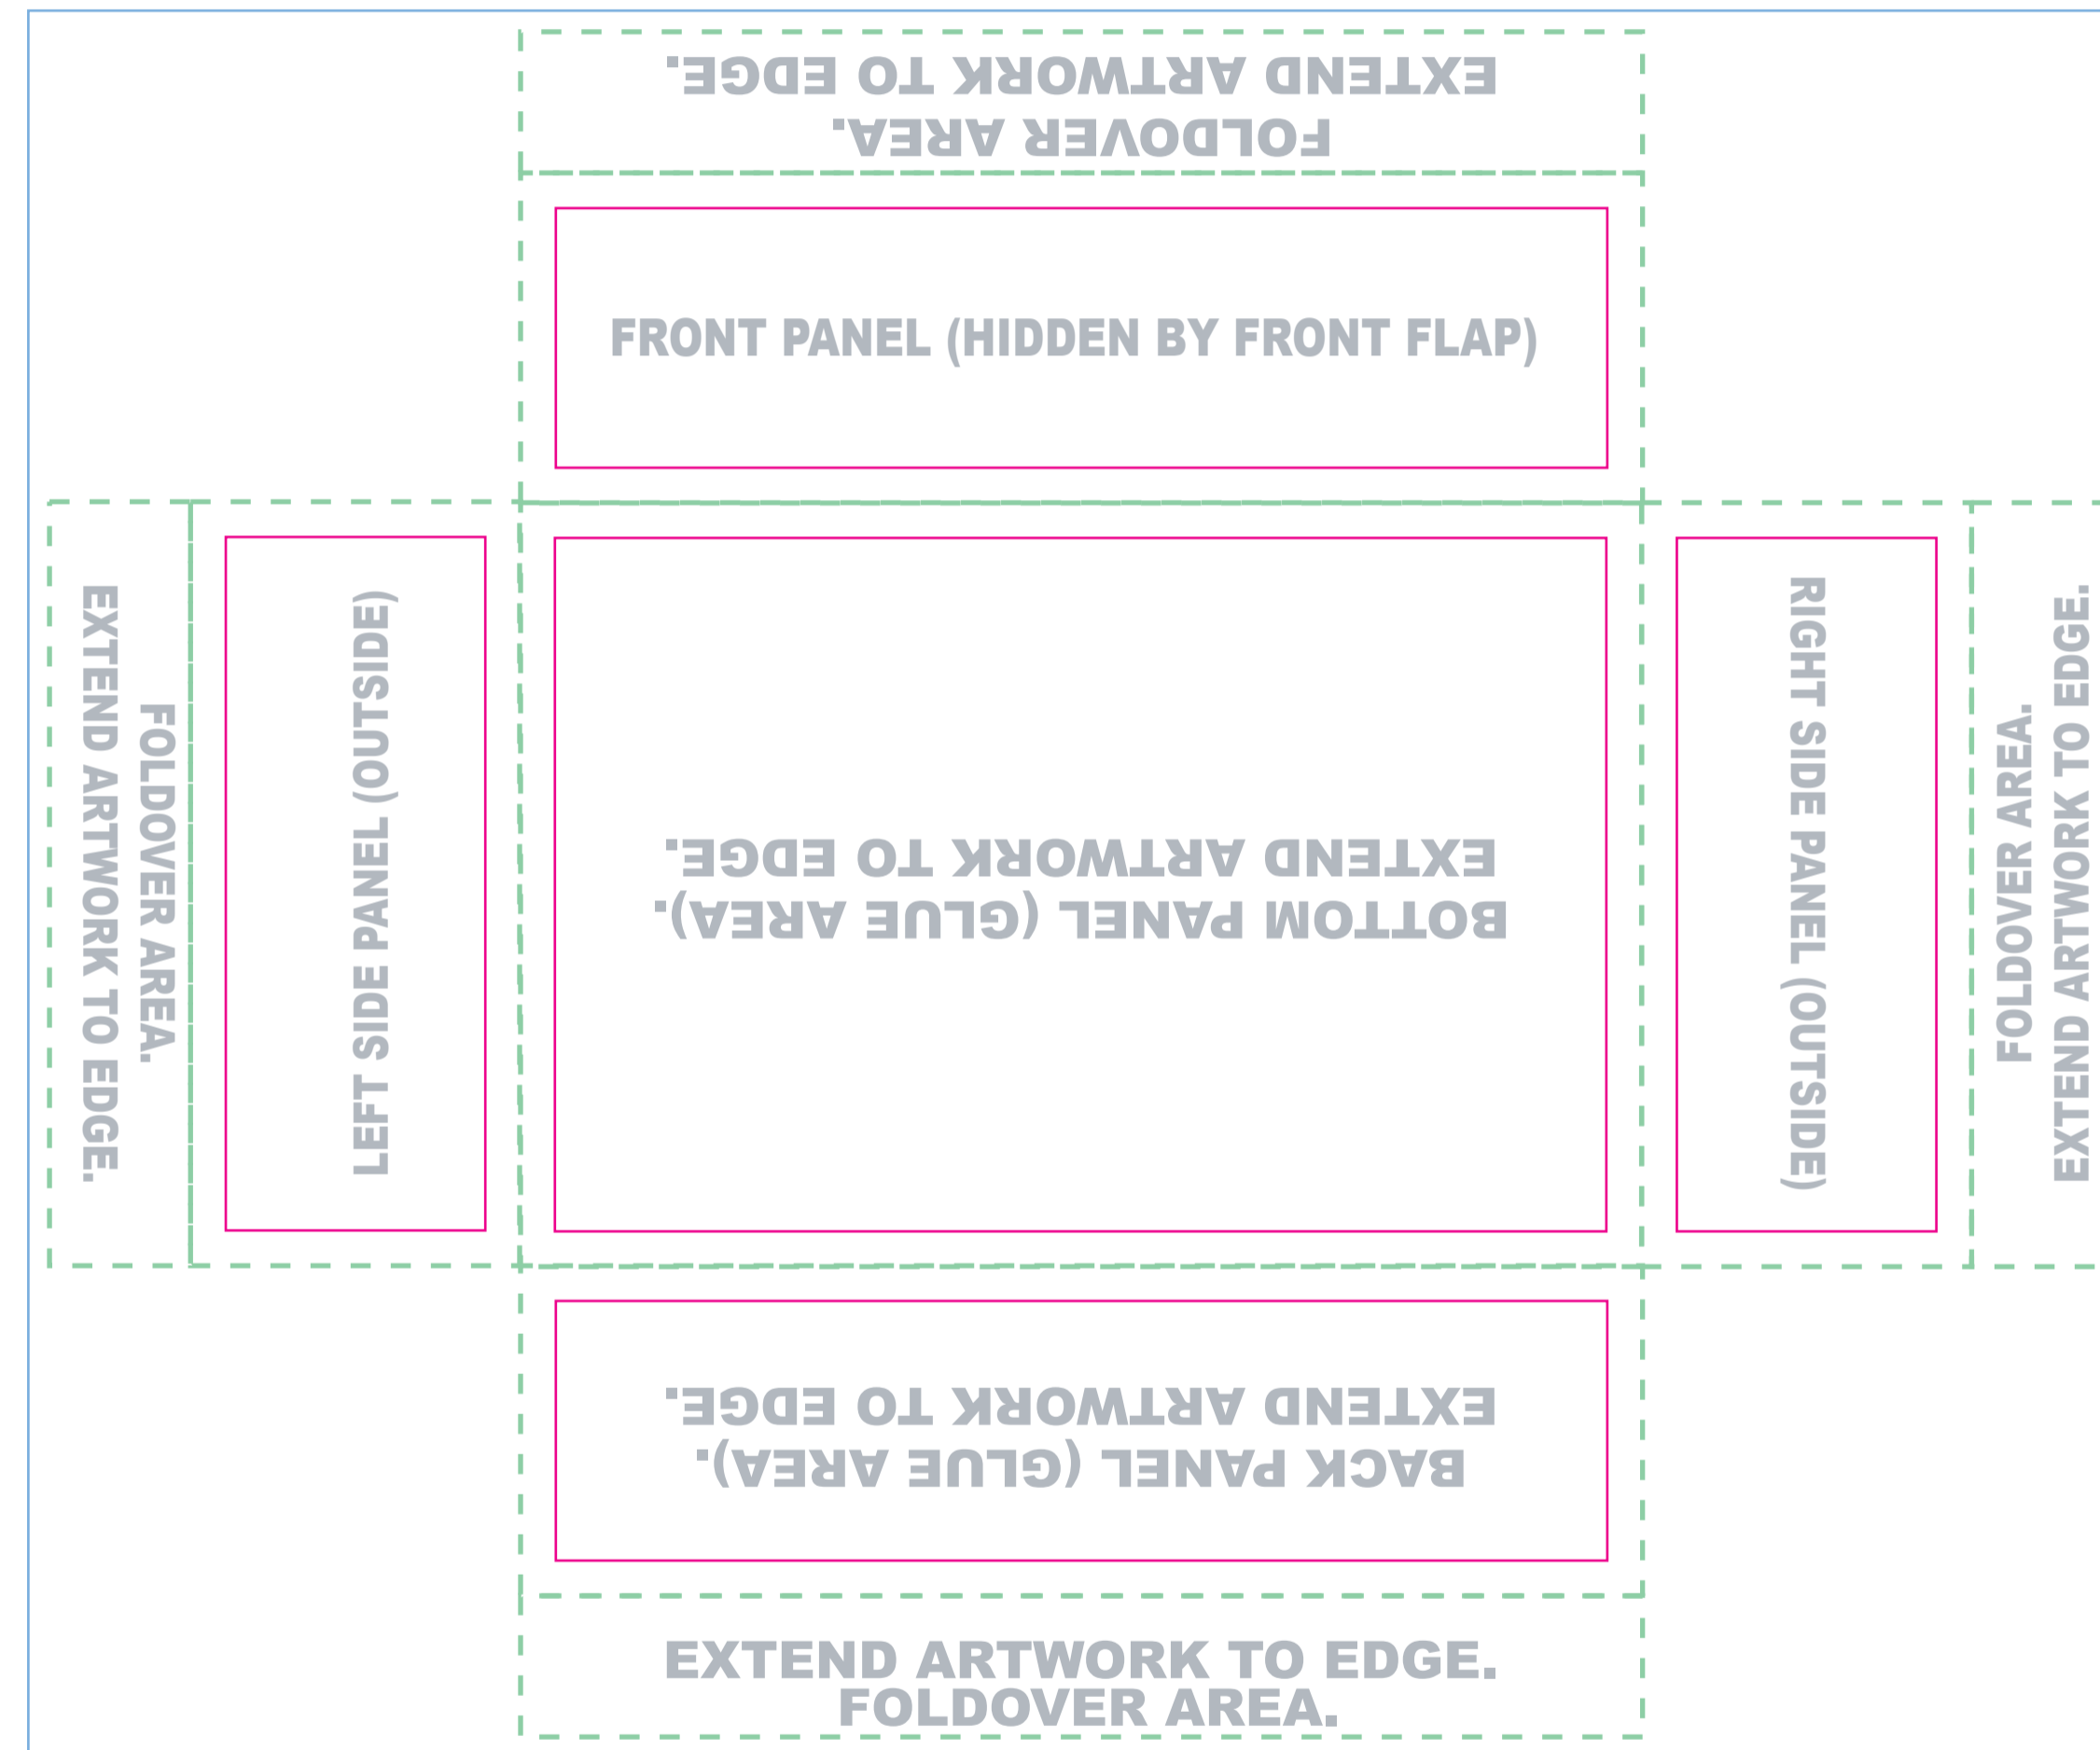 EXTEND ARTWORK TO EDGE.
FOLDOVER AREA.
FRONT PANEL (HIDDEN BY FRONT FLAP)
EXTEND ARTWORK TO EDGE.
FOLDOVER AREA.
LEFT SIDE PANEL (OUTSIDE)
BOTTOM PANEL (GLUE AREA).
EXTEND ARTWORK TO EDGE.
RIGHT SIDE PANEL (OUTSIDE)
FOLDOVER AREA.
EXTEND ARTWORK TO EDGE.
BACK PANEL (GLUE AREA).
EXTEND ARTWORK TO EDGE.
EXTEND ARTWORK TO EDGE.
FOLDOVER AREA.